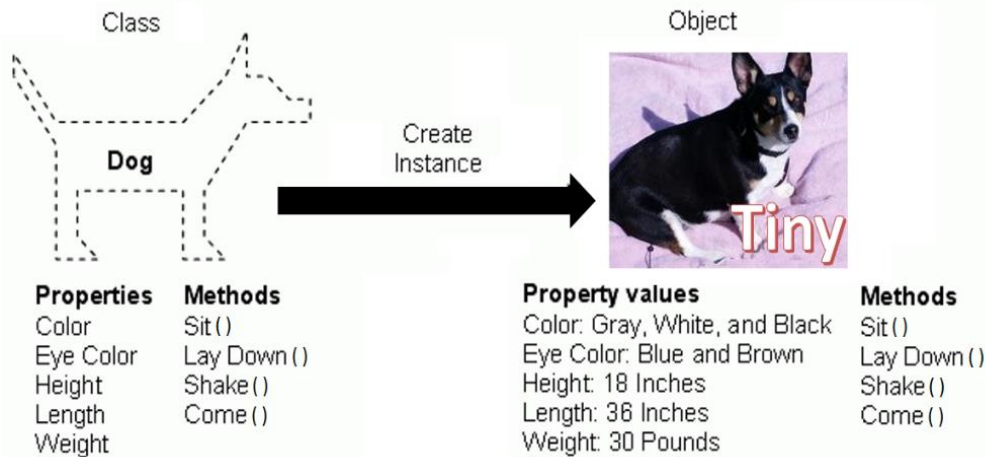 Class
Dog
Properties
Color
Eye Color
Height
Length
Weight
Methods
Sit()
Lay Down()
Shake()
Come()
Create
Instance
Object
Tiny
Property values
Color: Gray, White, and Black
Eye Color: Blue and Brown
Height: 18 Inches
Length: 36 Inches
Weight: 30 Pounds
Methods
Sit()
Lay Down()
Shake()
Come()